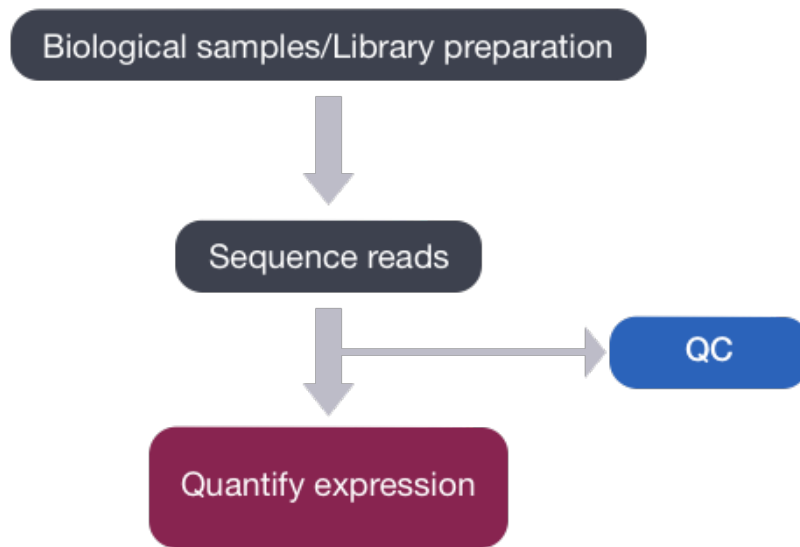 Biological samples/Library preparation
Sequence reads
QC
Quantify expression